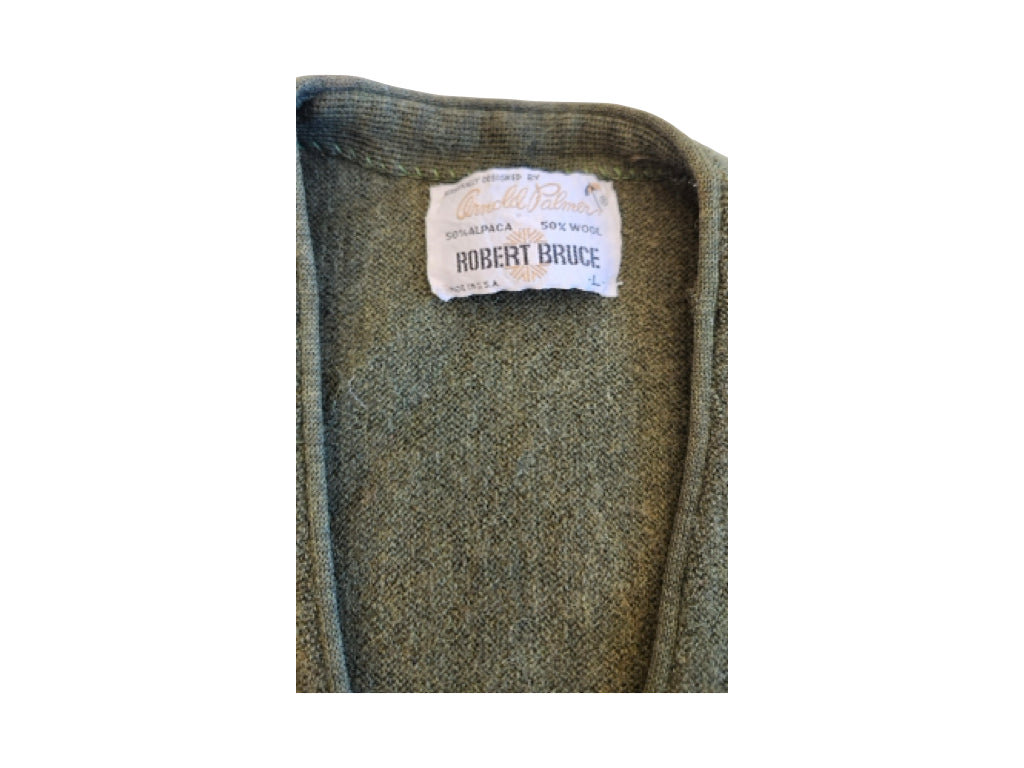 DESIGNED BY
Arnold Palmer ®
50% ALPACA 50% WOOL
ROBERT BRUCE
U.S.A. -L-